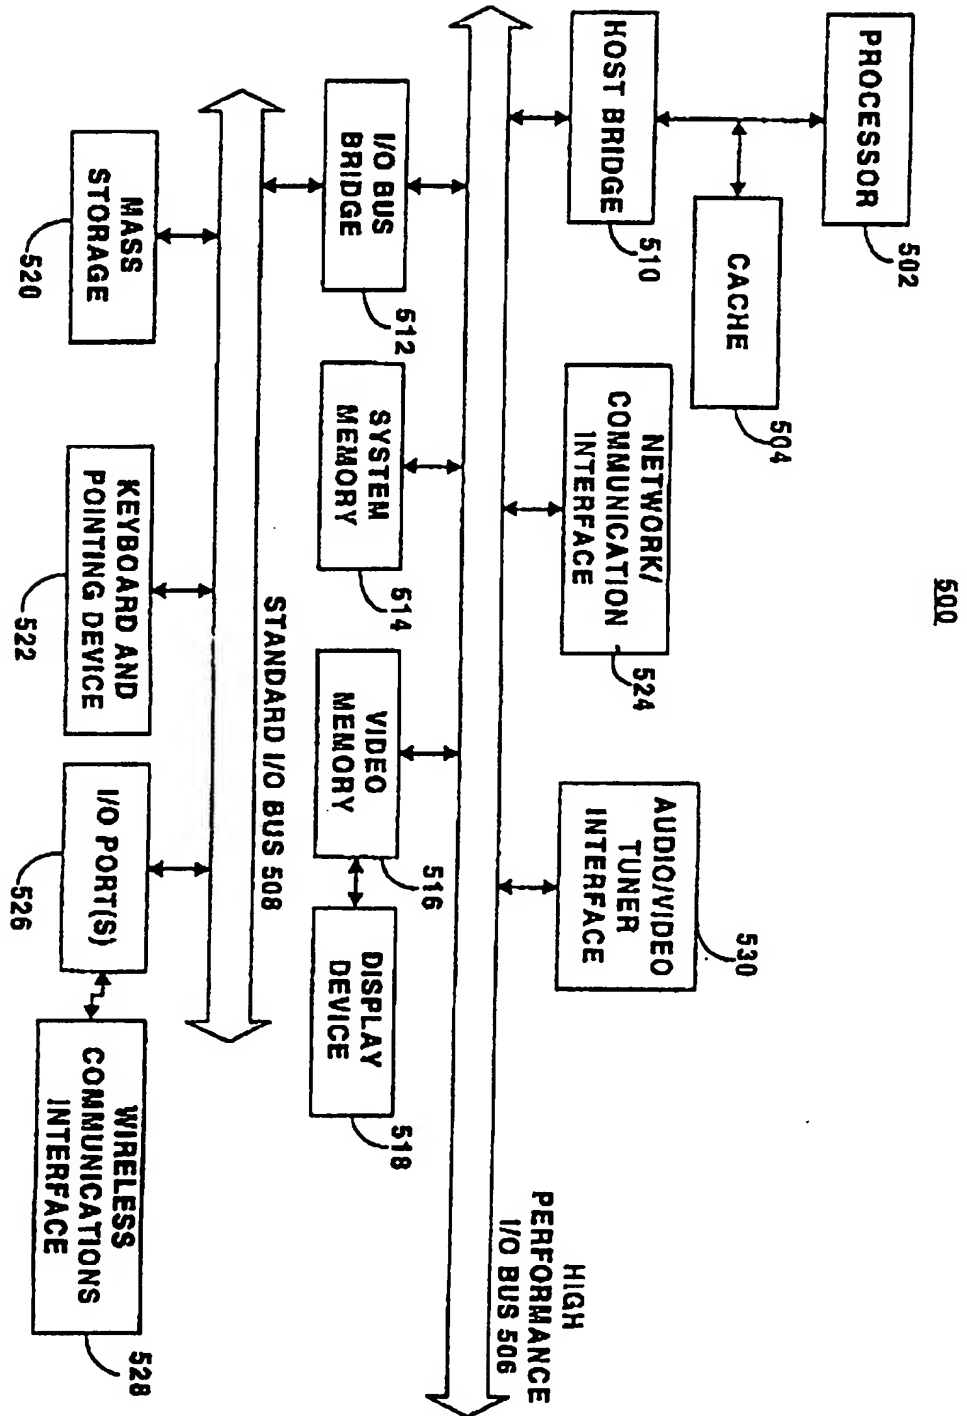 500
PROCESSOR
502
CACHE
504
HOST BRIDGE
510
NETWORK/
COMMUNICATION
INTERFACE
524
AUDIO/VIDEO
TUNER
INTERFACE
530
HIGH
PERFORMANCE
I/O BUS 506
I/O BUS
BRIDGE
512
SYSTEM
MEMORY
514
VIDEO
MEMORY
516
DISPLAY
DEVICE
518
STANDARD I/O BUS 508
MASS
STORAGE
520
KEYBOARD AND
POINTING DEVICE
522
I/O PORT(S)
526
WIRELESS
COMMUNICATIONS
INTERFACE
528